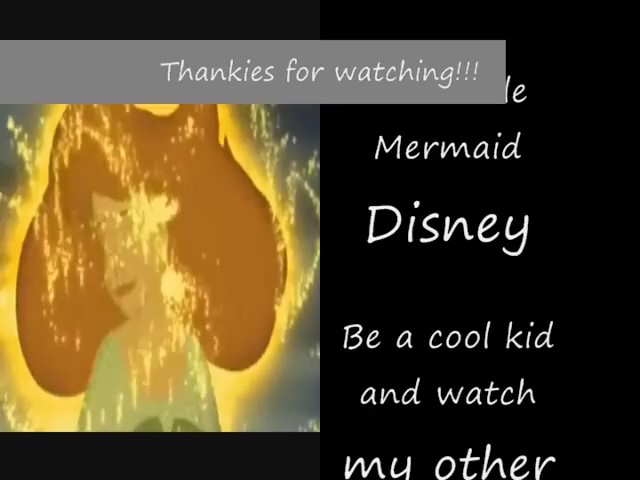 Thankies for watching!!!
Mermaid
Disney
Be a cool kid
and watch
my other